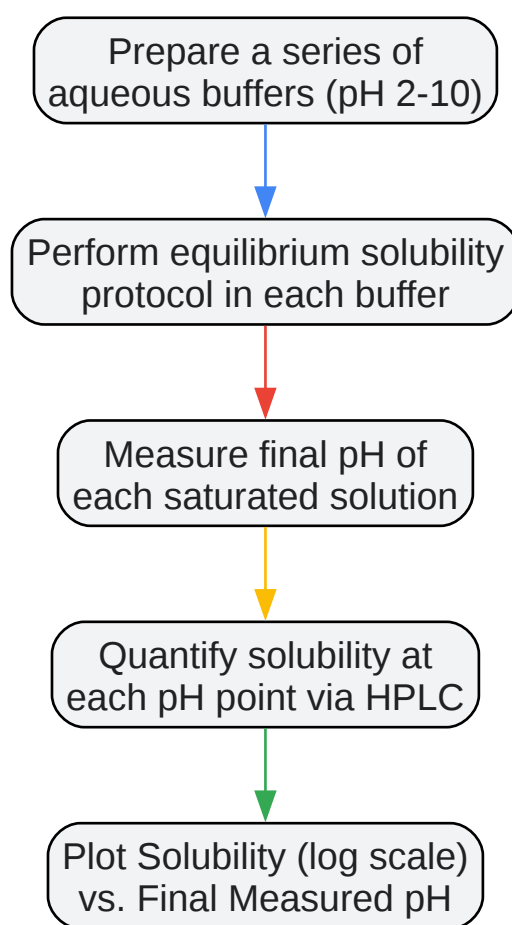 Prepare a series of
aqueous buffers (pH 2-10)
Perform equilibrium solubility
protocol in each buffer
Measure final pH of
each saturated solution
Quantify solubility at
each pH point via HPLC
Plot Solubility (log scale)
vs. Final Measured pH